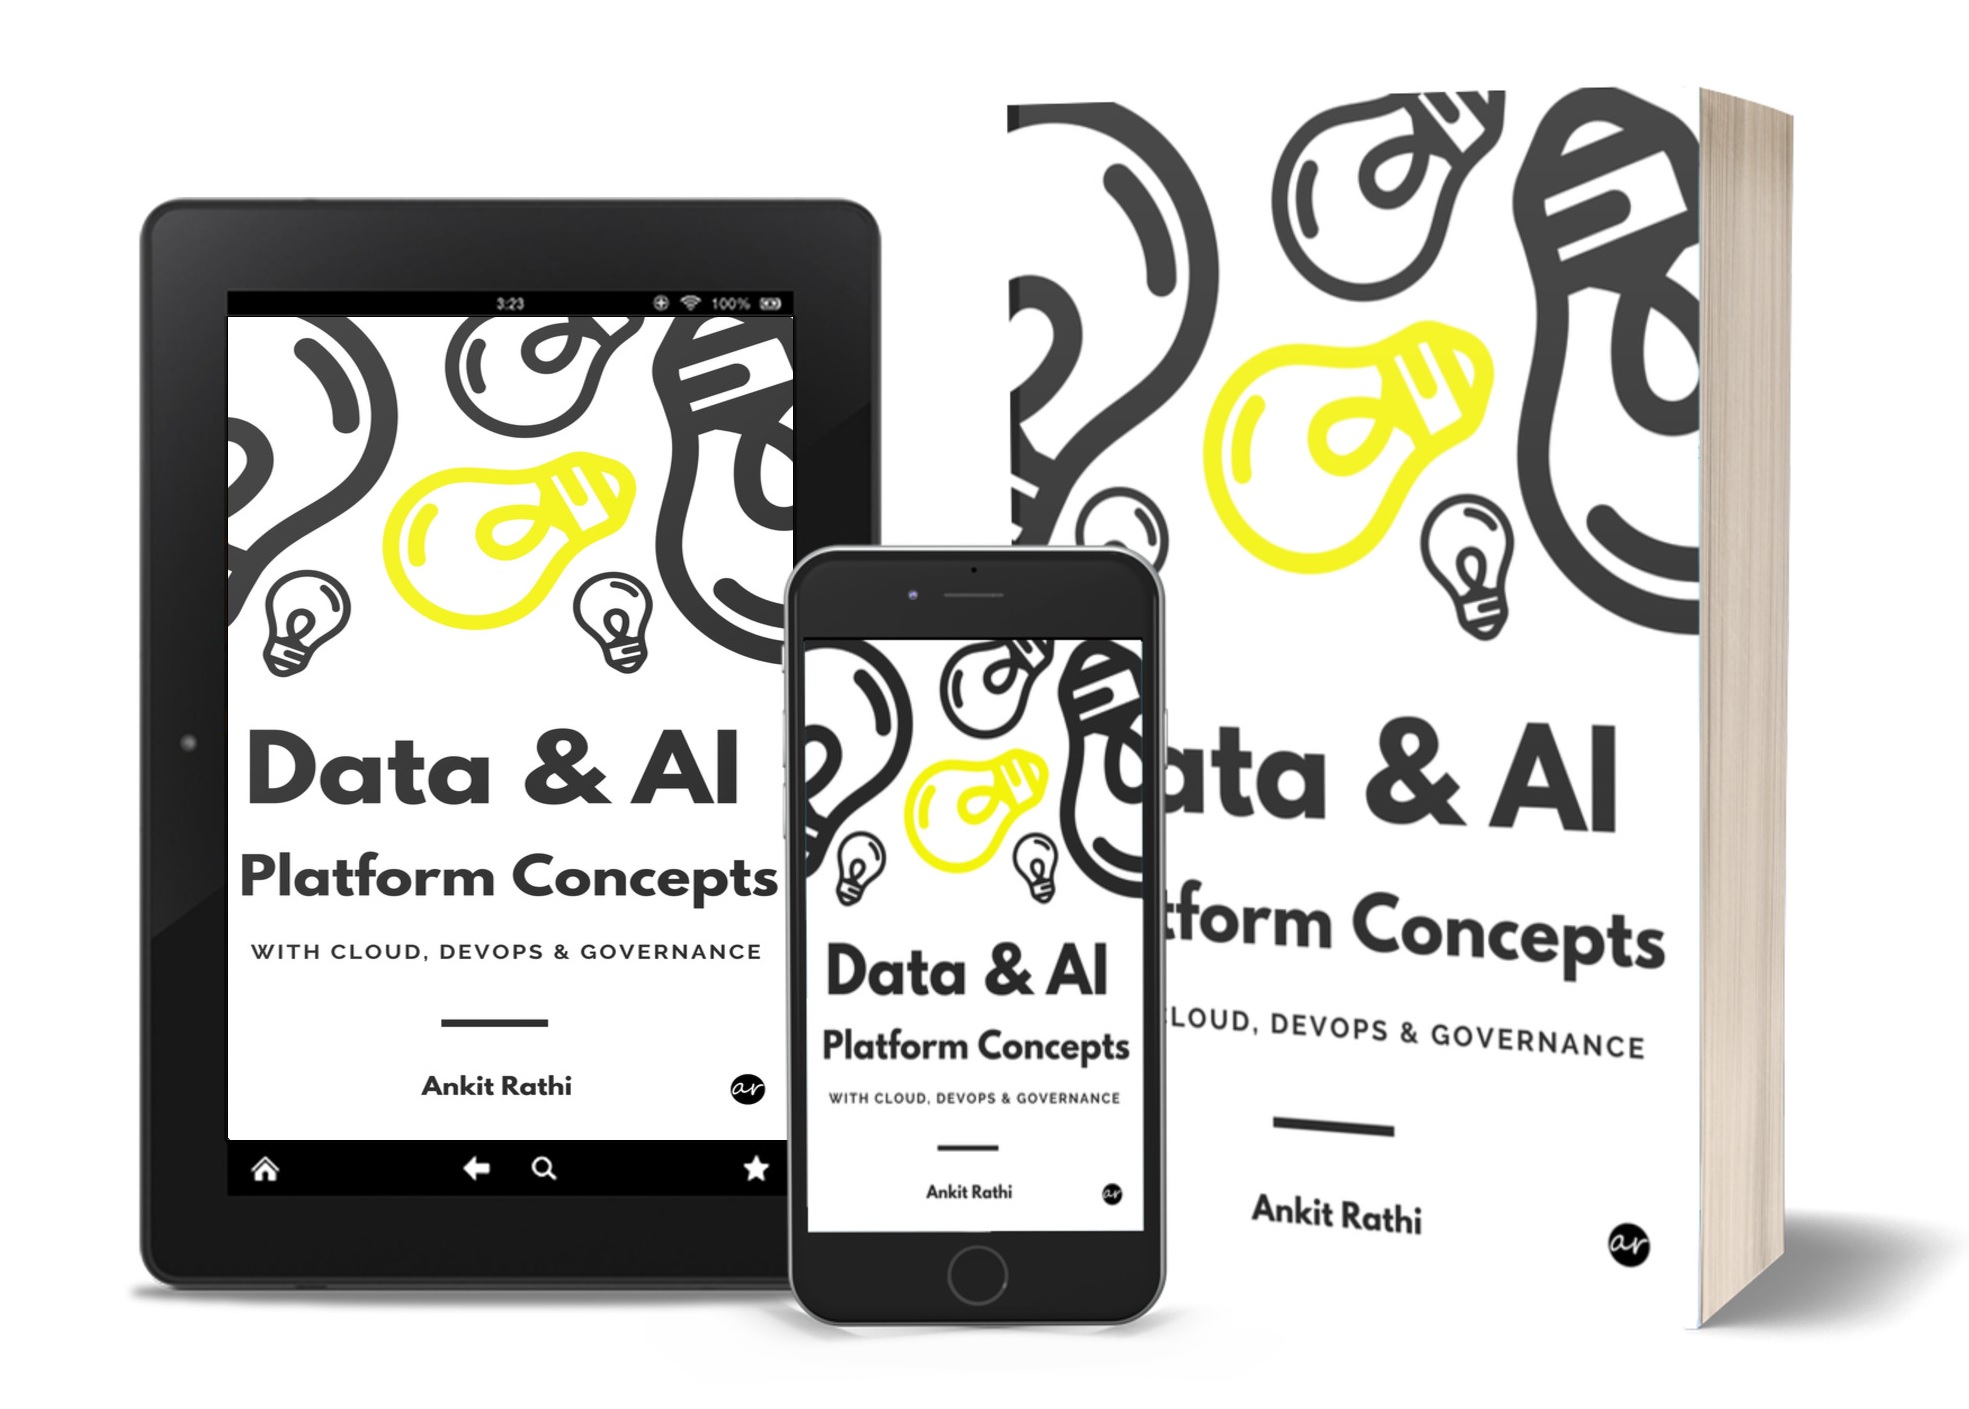 3:23 100%
Data & AI
Platform Concepts
WITH CLOUD, DEVOPS & GOVERNANCE
Ankit Rathi
ar
Data & AI
Platform Concepts
WITH CLOUD, DEVOPS & GOVERNANCE
Ankit Rathi
ar
ata & AI
tform Concepts
LOUD, DEVOPS & GOVERNANCE
Ankit Rathi
ar